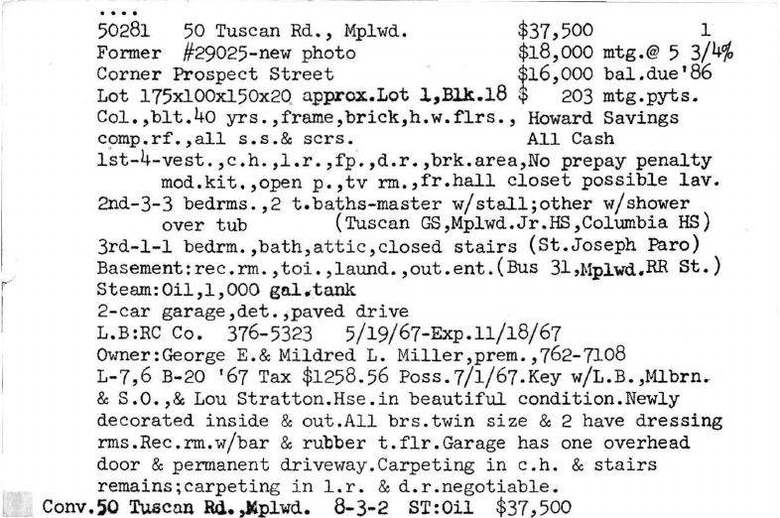 ....
50281 50 Tuscan Rd., Mplwd. $37,500 1
Former #29025-new photo $18,000 mtg.@ 5 3/4%
Corner Prospect Street $16,000 bal.due'86
Lot 175x100x150x20 approx.Lot 1,Blk.18 $ 203 mtg.pyts.
Col.,blt.40 yrs.,frame,brick,h.w.flrs., Howard Savings
comp.rf.,all s.s.& scrs. All Cash
1st-4-vest.,c.h.,l.r.,fp.,d.r.,brk.area,No prepay penalty
mod.kit.,open p.,tv rm.,fr.hall closet possible lav.
2nd-3-3 bedrms.,2 t.baths-master w/stall;other w/shower
over tub (Tuscan GS,Mplwd.Jr.HS,Columbia HS)
3rd-1-1 bedrm.,bath,attic,closed stairs (St.Joseph Paro)
Basement:rec.rm.,toi.,laund.,out.ent.(Bus 31,Mplwd.RR St.)
Steam:Oil,1,000 gal.tank
2-car garage,det.,paved drive
L.B:RC Co. 376-5323 5/19/67-Exp.11/18/67
Owner:George E.& Mildred L. Miller,prem.,762-7108
L-7,6 B-20 '67 Tax $1258.56 Poss.7/1/67.Key w/L.B.,Mlbrn.
& S.O.,& Lou Stratton.Hse.in beautiful condition.Newly
decorated inside & out.All brs.twin size & 2 have dressing
rms.Rec.rm.w/bar & rubber t.flr.Garage has one overhead
door & permanent driveway.Carpeting in c.h. & stairs
remains;carpeting in l.r. & d.r.negotiable.
Conv.50 Tuscan Rd.,Mplwd. 8-3-2 ST:Oil $37,500